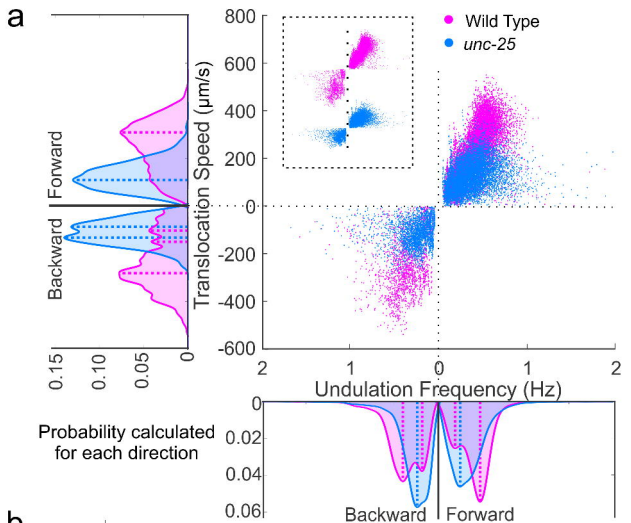 a
800
600
400
200
0
-200
-400
-600
Translocation Speed (μm/s)
Forward
Backward
0.15
0.10
0.05
0
Wild Type
unc-25
2
1
0
1
2
Undulation Frequency (Hz)
Probability calculated
for each direction
0
0.02
0.04
0.06
Backward
Forward